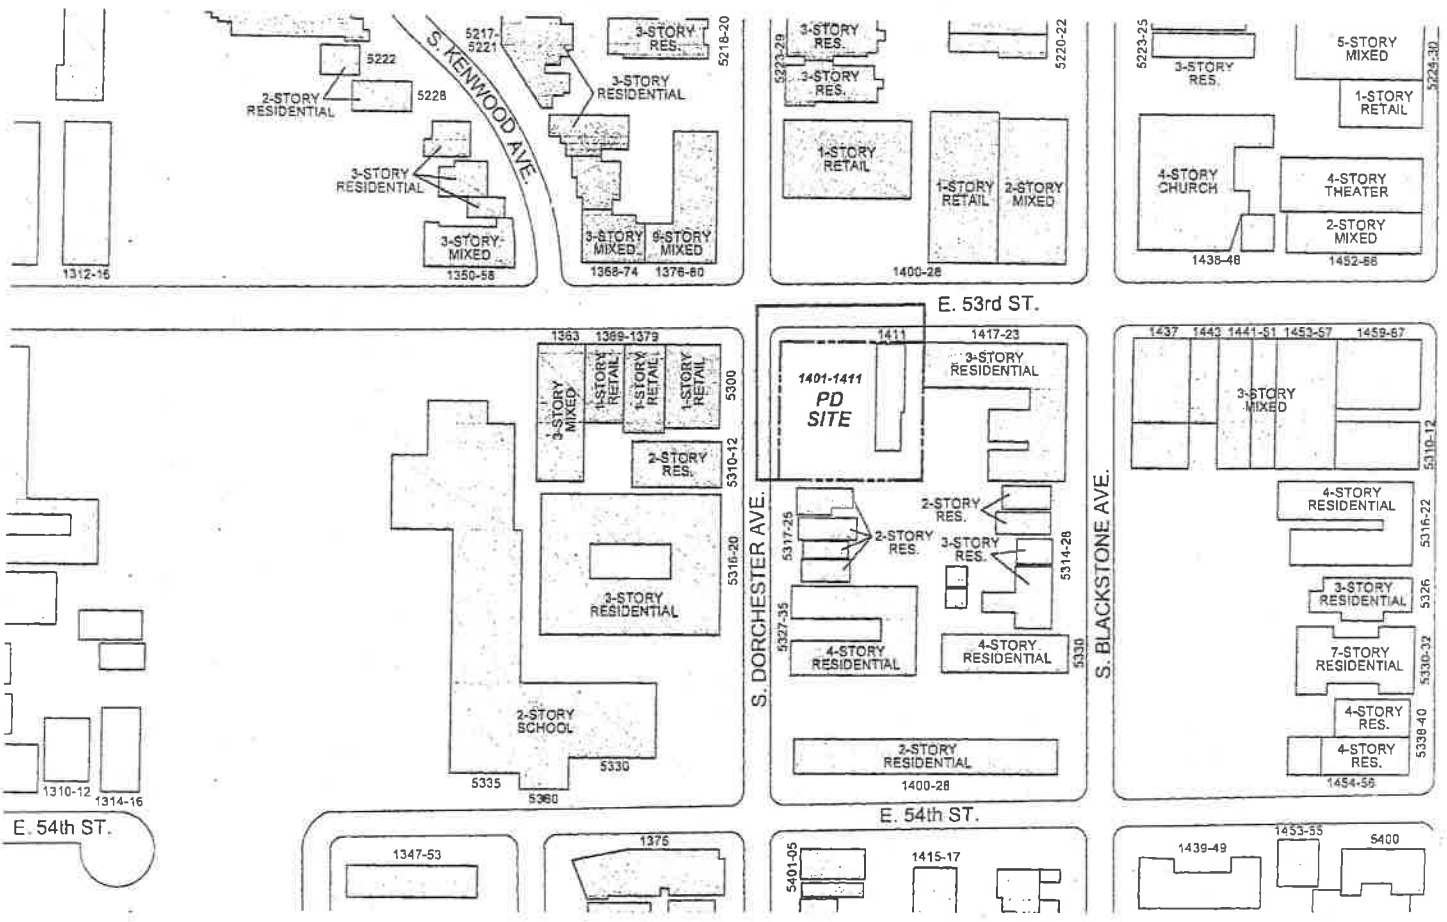 5217-
5221
3-STORY
RES.
5218-20
5222
5228
2-STORY
RESIDENTIAL
S. KENWOOD AVE.
3-STORY
RESIDENTIAL
3-STORY
RESIDENTIAL
3-STORY
MIXED
1312-16
1350-58
3-STORY
MIXED
9-STORY
MIXED
1368-74
1376-80
5223-29
3-STORY
RES.
3-STORY
RES.
5220-22
1-STORY
RETAIL
1-STORY
RETAIL
2-STORY
MIXED
1400-28
5223-25
3-STORY
RES.
5-STORY
MIXED
5224-30
1-STORY
RETAIL
4-STORY
CHURCH
4-STORY
THEATER
2-STORY
MIXED
1438-48
1452-66
E. 53rd ST.
1363
1369-1379
3-STORY
MIXED
1-STORY
RETAIL
1-STORY
RETAIL
1-STORY
RETAIL
5300
2-STORY
RES.
5310-12
3-STORY
RESIDENTIAL
5316-20
2-STORY
SCHOOL
5335
5330
5360
1310-12
1314-16
S. DORCHESTER AVE.
1411
1417-23
1401-1411
PD
SITE
3-STORY
RESIDENTIAL
5317-25
2-STORY
RES.
2-STORY
RES.
3-STORY
RES.
5314-28
5327-35
4-STORY
RESIDENTIAL
4-STORY
RESIDENTIAL
5330
2-STORY
RESIDENTIAL
1400-28
S. BLACKSTONE AVE.
1437
1443
1441-51
1453-57
1459-67
3-STORY
MIXED
5310-12
4-STORY
RESIDENTIAL
5316-22
3-STORY
RESIDENTIAL
5326
7-STORY
RESIDENTIAL
5330-32
4-STORY
RES.
4-STORY
RES.
5338-40
1454-56
E. 54th ST.
E. 54th ST.
1347-53
1375
5401-05
1415-17
1439-49
1453-55
5400